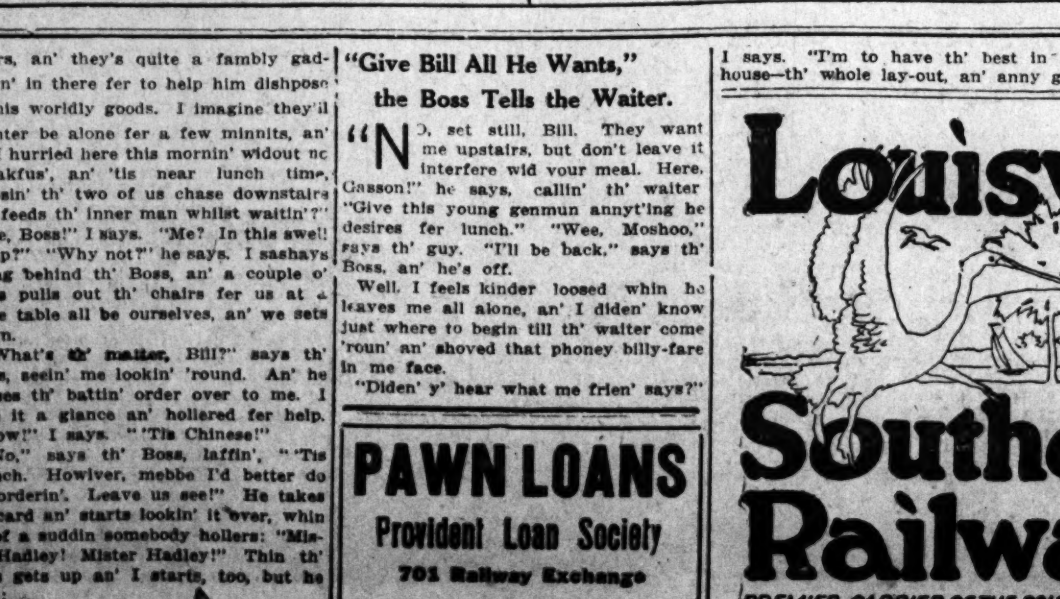 rs, an' they's quite a fambly gad-
n' in there fer to help him dishpose
his worldly goods. I imagine they'il
nter be alone fer a few minnits, an'
I hurried here this mornin' widout nc
akfus', an' 'tis near lunch time,
sin' th' two of us chase downstairs
feeds th' inner man whilst waitin'?"
e, Boss!" I says. "Me? In this swell
p?" "Why not?" he says. I sashays
ng behind th' Boss, an' a couple o'
s pulls out th' chairs fer us at a
e table all be ourselves, an' we sets
n.
What's th' matter, Bill?" says th'
s, seein' me lookin' 'round. An' he
es th' battin' order over to me. I
it a glance an' hollered fer help.
ow!" I says. "'Tis Chinese!"
No," says th' Boss, laffin', "'Tis
nch. Howiver, mebbe I'd better do
orderin'. Leave us see!" He takes
card an' starts lookin' it over, whin
of a suddin somebody hollers: "Mis-
Hadley! Mister Hadley!" Thin th'
s gets up an' I starts, too, but he
"Give Bill All He Wants,"
the Boss Tells the Waiter.
"NO, set still, Bill. They want
me upstairs, but don't leave it
interfere wid your meal. Here,
Gasson!" he says, callin' th' waiter
"Give this young genmun annyt'ing he
desires fer lunch." "Wee, Moshoo,"
says th' guy. "I'll be back," says th'
Boss, an' he's off.
Well, I feels kinder loosed whin he
leaves me all alone, an' I diden' know
just where to begin till th' waiter come
'roun' an' shoved that phoney billy-fare
in me face.
"Diden' y' hear what me frien' says?"
PAWN LOANS
Provident Loan Society
701 Railway Exchange
I says. "I'm to have th' best in
house—th' whole lay-out, an' anny g
Louisv
Southe
Railwa